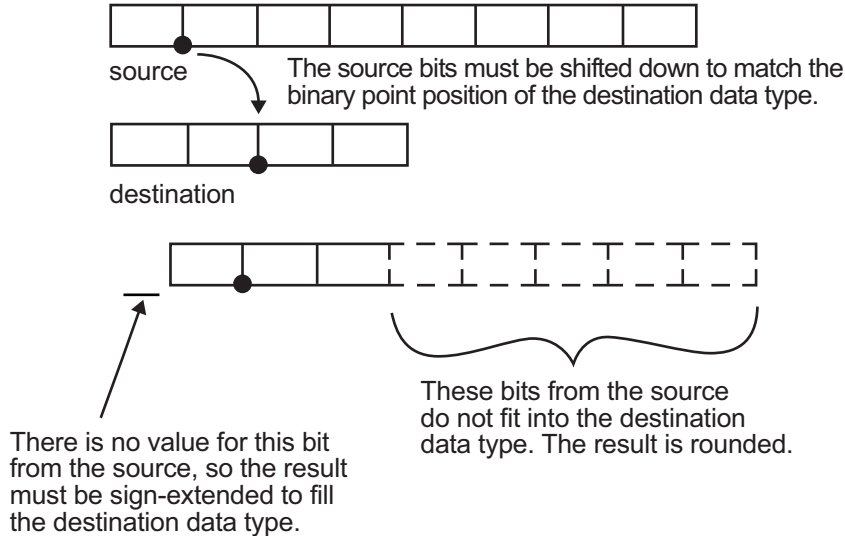 source
The source bits must be shifted down to match the
binary point position of the destination data type.
destination
These bits from the source
do not fit into the destination
data type. The result is rounded.
There is no value for this bit
from the source, so the result
must be sign-extended to fill
the destination data type.